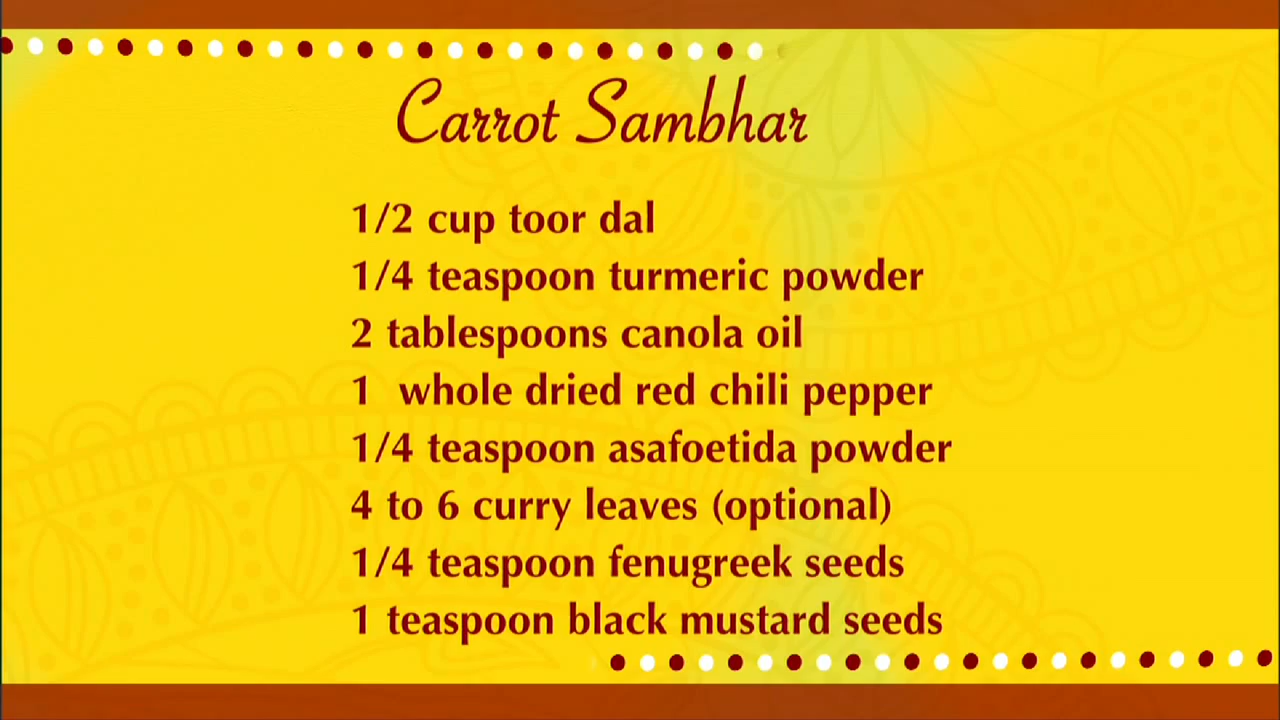 Carrot Sambhar
1/2 cup toor dal
1/4 teaspoon turmeric powder
2 tablespoons canola oil
1 whole dried red chili pepper
1/4 teaspoon asafoetida powder
4 to 6 curry leaves (optional)
1/4 teaspoon fenugreek seeds
1 teaspoon black mustard seeds